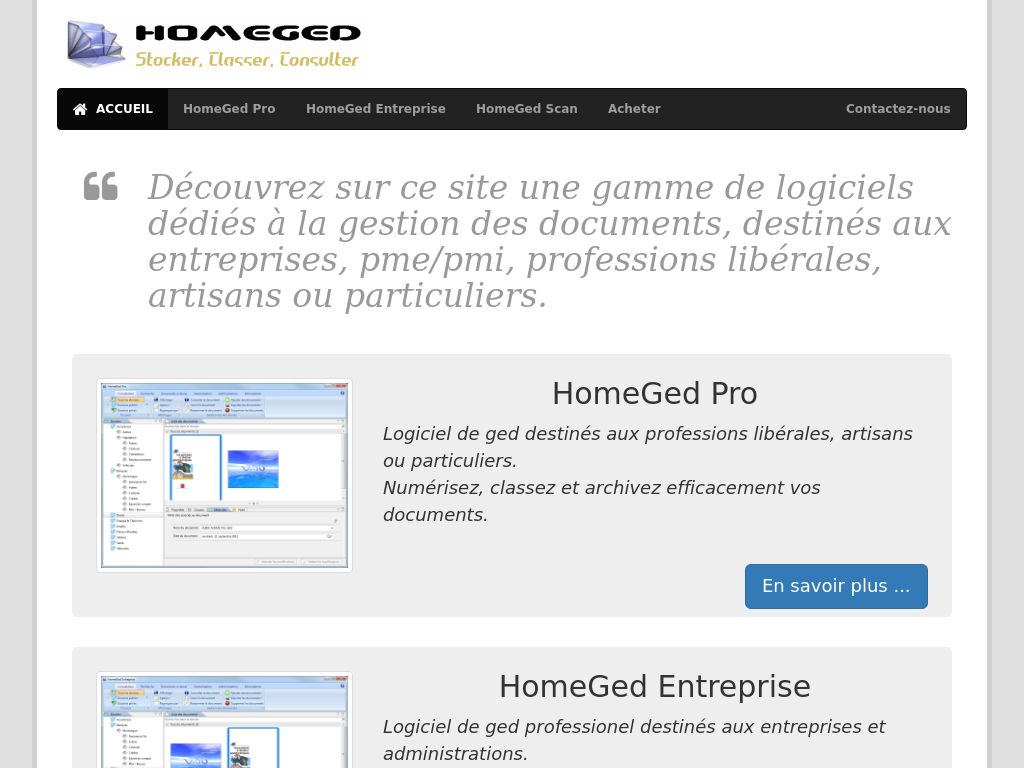 HOMEGED
Stocker, Classer, Consulter
ACCUEIL HomeGed Pro HomeGed Entreprise HomeGed Scan Acheter Contactez-nous
Découvrez sur ce site une gamme de logiciels
dédiés à la gestion des documents, destinés aux
entreprises, pme/pmi, professions libérales,
artisans ou particuliers.
HomeGed Pro
Logiciel de ged destinés aux professions libérales, artisans
ou particuliers.
Numérisez, classez et archivez efficacement vos
documents.
En savoir plus ...
HomeGed Entreprise
Logiciel de ged professionel destinés aux entreprises et
administrations.